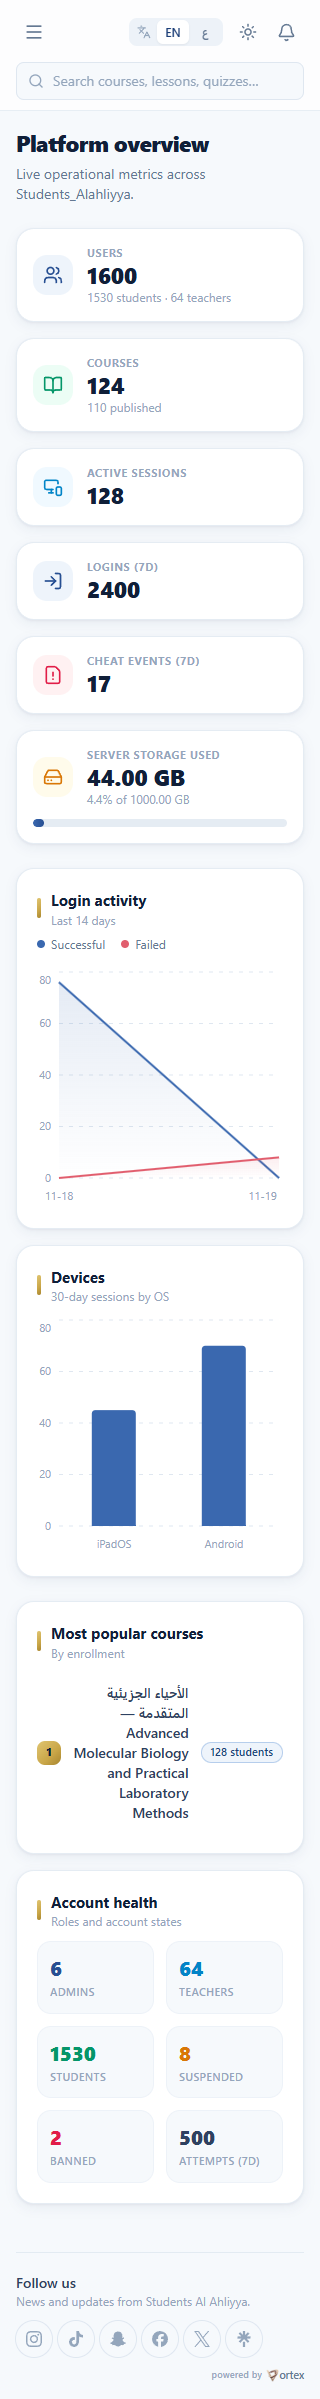 EN
ع
Search courses, lessons, quizzes...
Platform overview
Live operational metrics across
Students_Alahliyya.
USERS
1600
1530 students · 64 teachers
COURSES
124
110 published
ACTIVE SESSIONS
128
LOGINS (7D)
2400
CHEAT EVENTS (7D)
17
SERVER STORAGE USED
44.00 GB
4.4% of 1000.00 GB
Login activity
Last 14 days
Successful
Failed
80
60
40
20
0
11-18
11-19
Devices
30-day sessions by OS
80
60
40
20
0
iPadOS
Android
Most popular courses
By enrollment
1
الأحياء الجزيئية
المتقدمة —
Advanced
Molecular Biology
and Practical
Laboratory
Methods
128 students
Account health
Roles and account states
6
ADMINS
64
TEACHERS
1530
STUDENTS
8
SUSPENDED
2
BANNED
500
ATTEMPTS (7D)
Follow us
News and updates from Students Al Ahliyya.
powered by ortex